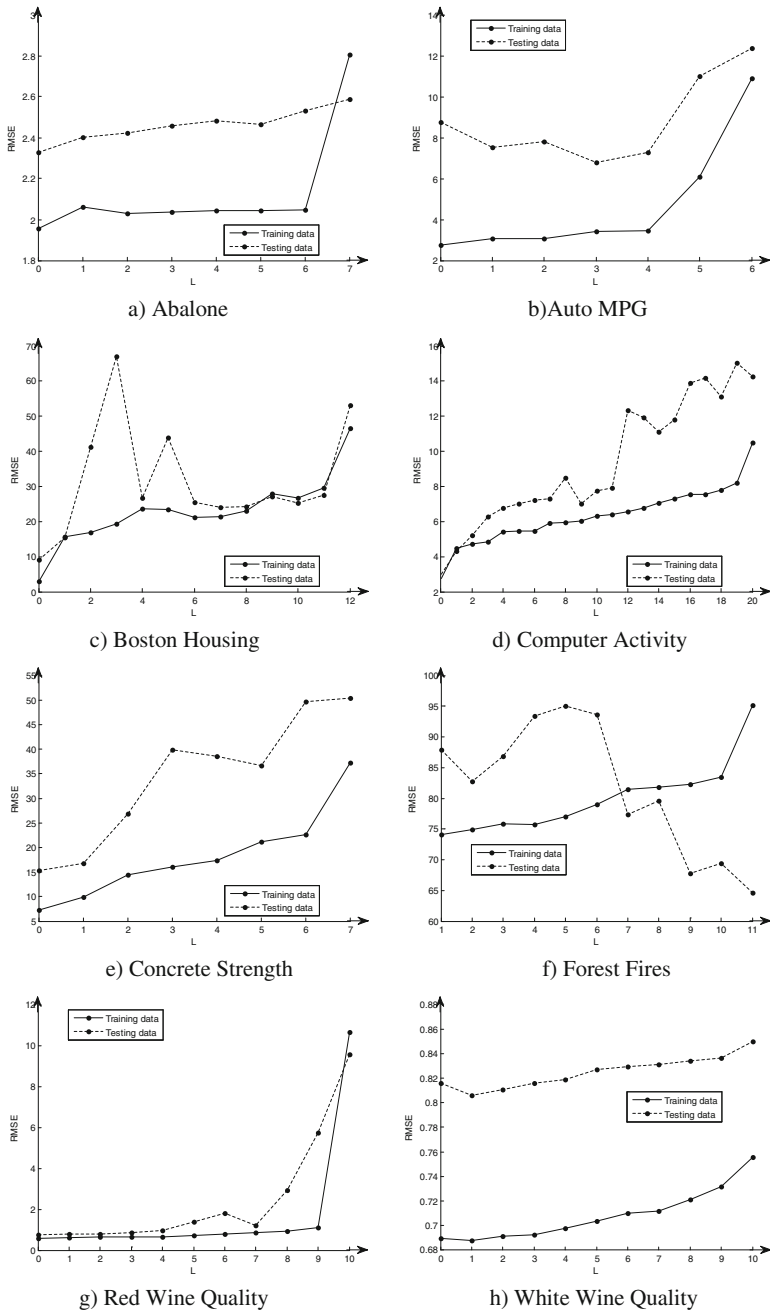 3
2.8
2.6
2.4
2.2
2
1.8
RMSE
0 1 2 3 4 5 6 7
L
Training data
Testing data
a) Abalone
14
12
10
8
6
4
2
RMSE
0 1 2 3 4 5 6
L
Training data
Testing data
b)Auto MPG
70
60
50
40
30
20
10
0
RMSE
0 2 4 6 8 10 12
L
Training data
Testing data
c) Boston Housing
16
14
12
10
8
6
4
2
RMSE
0 2 4 6 8 10 12 14 16 18 20
L
Training data
Testing data
d) Computer Activity
55
50
45
40
35
30
25
20
15
10
5
RMSE
0 1 2 3 4 5 6 7
L
Training data
Testing data
e) Concrete Strength
100
95
90
85
80
75
70
65
60
RMSE
1 2 3 4 5 6 7 8 9 10 11
L
Training data
Testing data
f) Forest Fires
12
10
8
6
4
2
0
RMSE
0 1 2 3 4 5 6 7 8 9 10
L
Training data
Testing data
g) Red Wine Quality
0.88
0.86
0.84
0.82
0.8
0.78
0.76
0.74
0.72
0.7
0.68
RMSE
0 1 2 3 4 5 6 7 8 9 10
L
Training data
Testing data
h) White Wine Quality